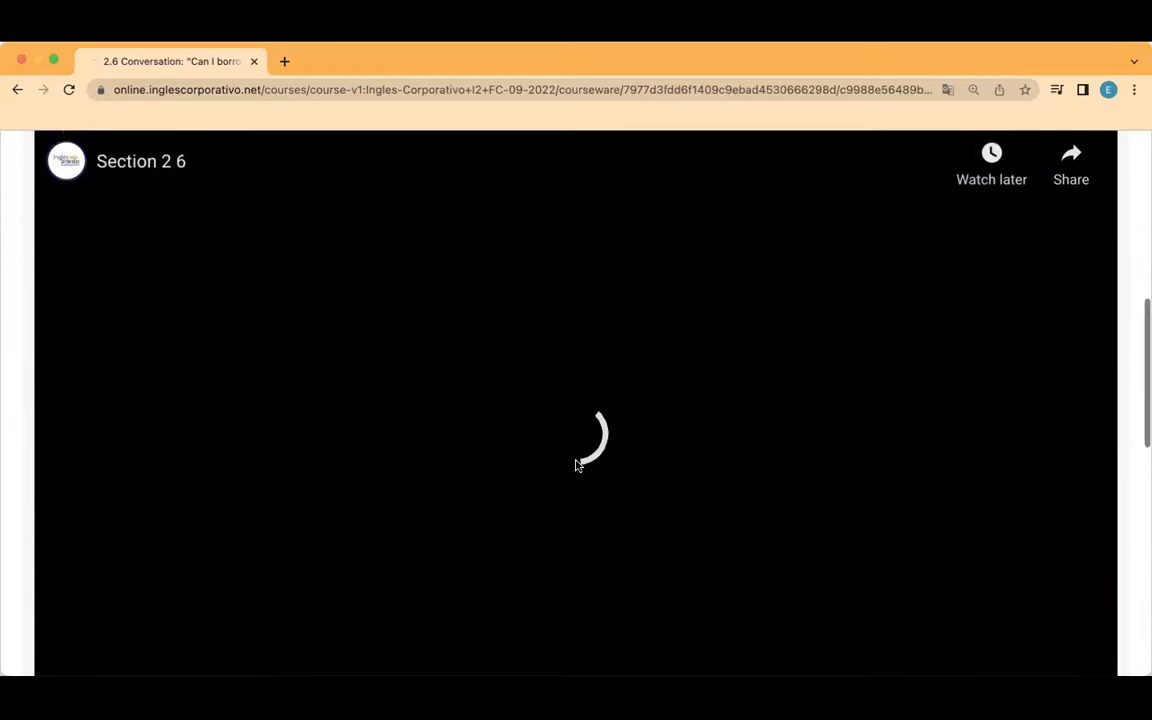 2.6 Conversation: "Can I borro
online.inglescorporativo.net/courses/course-v1:Ingles-Corporativo+I2+FC-09-2022/courseware/7977d3fdd6f1409c9ebad4530666298d/c9988e56489b...
E
Section 2 6
Watch later
Share